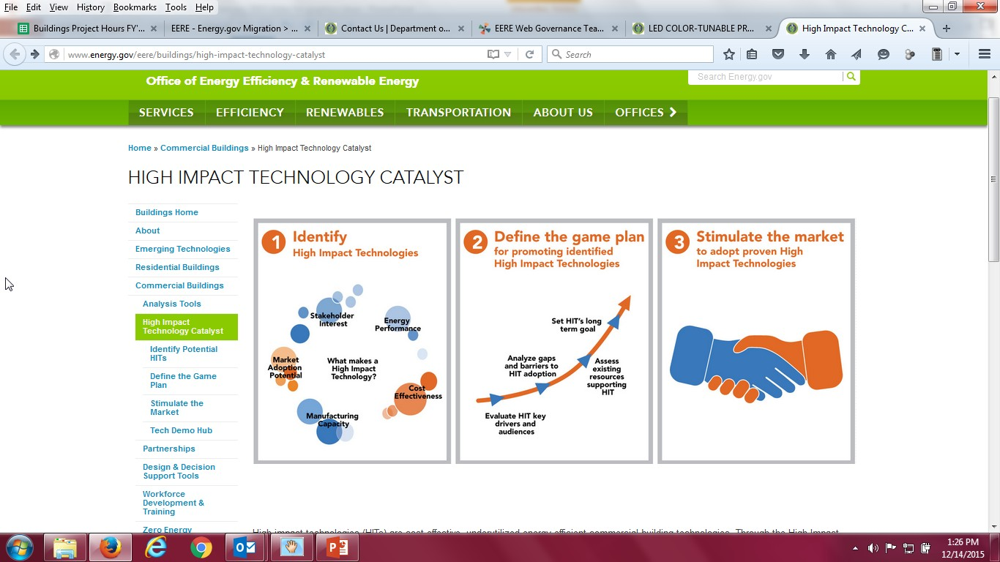 File Edit View History Bookmarks Tools Help
Buildings Project Hours FY'...
EERE - Energy.gov Migration > ...
Contact Us | Department o...
EERE Web Governance Tea...
LED COLOR-TUNABLE PR...
High Impact Technology C...
www.energy.gov/eere/buildings/high-impact-technology-catalyst
Search
Office of Energy Efficiency & Renewable Energy
Search Energy.gov
SERVICES EFFICIENCY RENEWABLES TRANSPORTATION ABOUT US OFFICES
Home » Commercial Buildings » High Impact Technology Catalyst
HIGH IMPACT TECHNOLOGY CATALYST
Buildings Home
About
Emerging Technologies
Residential Buildings
Commercial Buildings
Analysis Tools
High Impact
Technology Catalyst
Identify Potential
HITs
Define the Game
Plan
Stimulate the
Market
Tech Demo Hub
Partnerships
Design & Decision
Support Tools
Workforce
Development &
Training
Zero Energy
1 Identify
High Impact Technologies
Stakeholder
Interest
Energy
Performance
Market
Adoption
Potential
What makes a
High Impact
Technology?
Cost
Effectiveness
Manufacturing
Capacity
2 Define the game plan
for promoting identified
High Impact Technologies
Set HIT's long
term goal
Analyze gaps
and barriers to
HIT adoption
Assess
existing
resources
supporting
HIT
Evaluate HIT key
drivers and
audiences
3 Stimulate the market
to adopt proven High
Impact Technologies
High impact technologies (HITs) are cost-effective, underutilized energy-efficient commercial building technologies. Through the High Impact
1:26 PM
12/14/2015